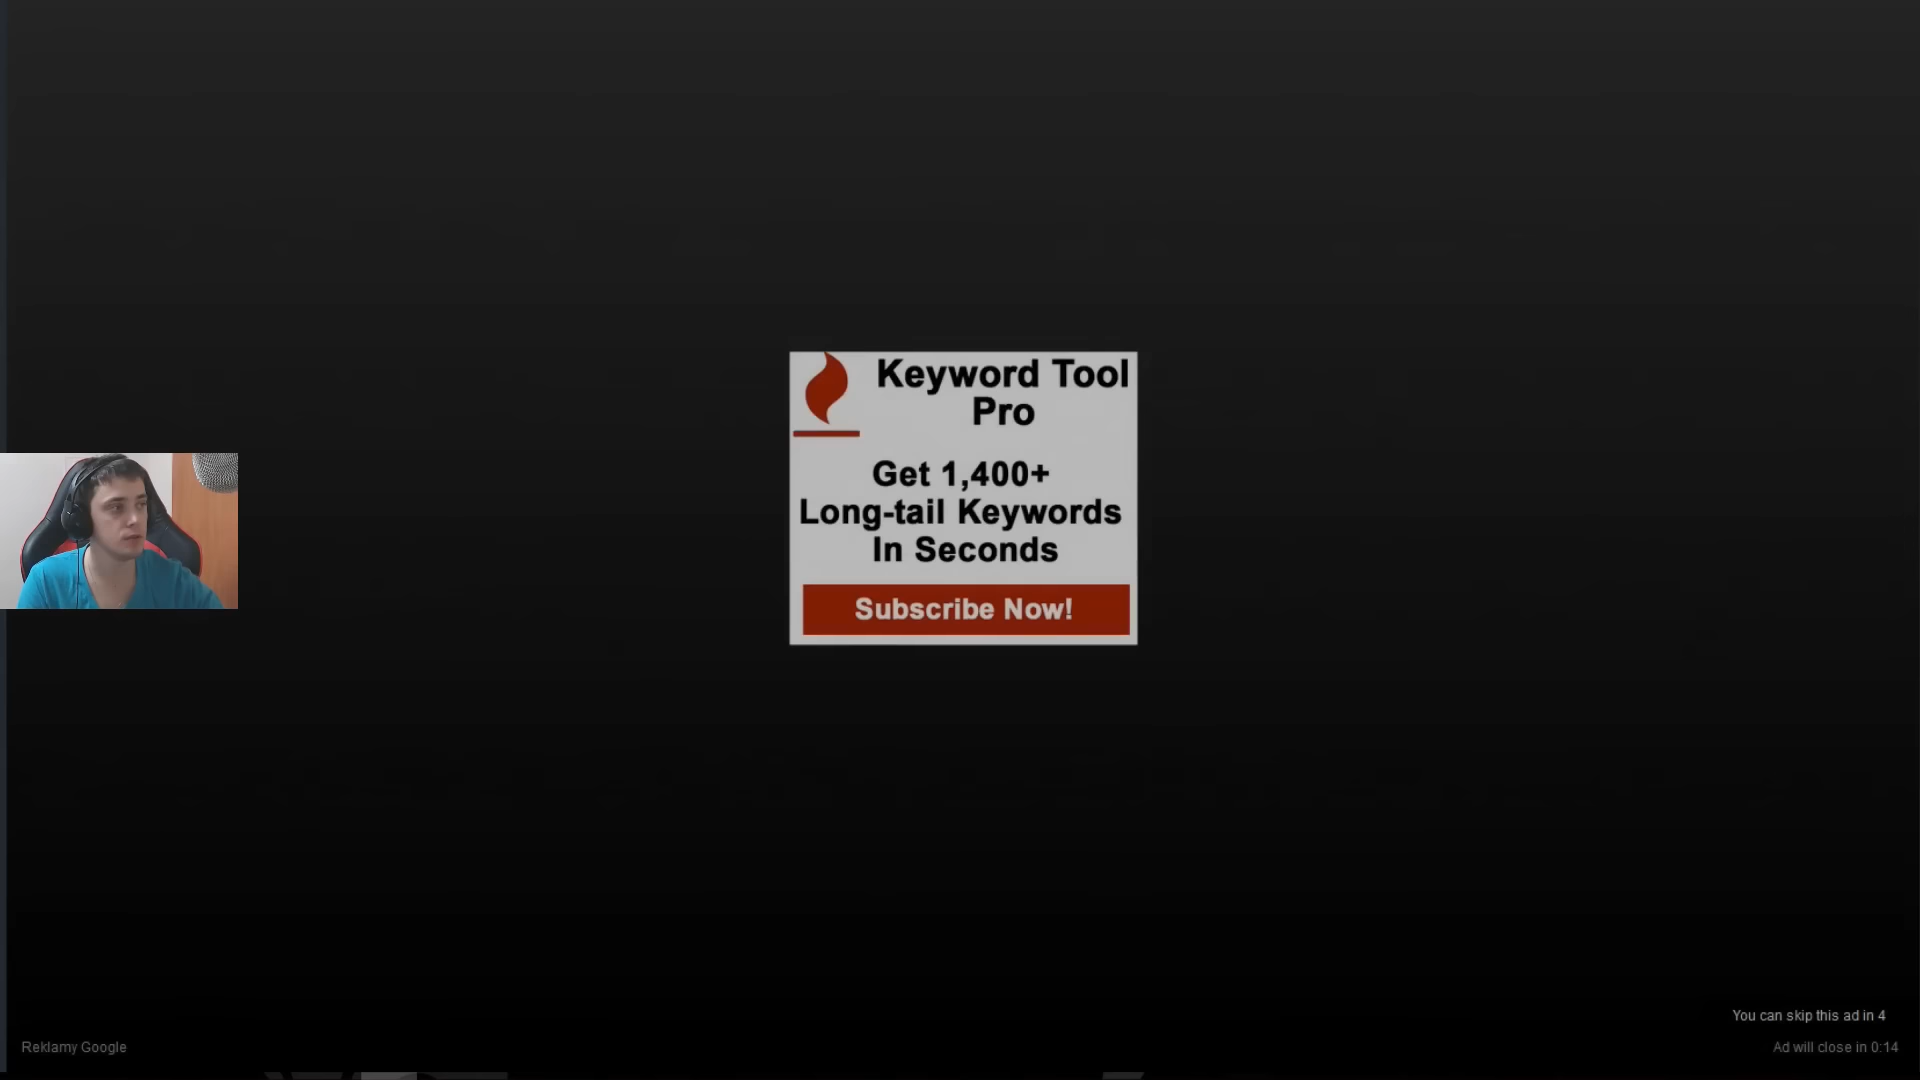 Keyword Tool
Pro
Get 1,400+
Long-tail Keywords
In Seconds
Subscribe Now!
You can skip this ad in 4
Reklamy Google
Ad will close in 0:14